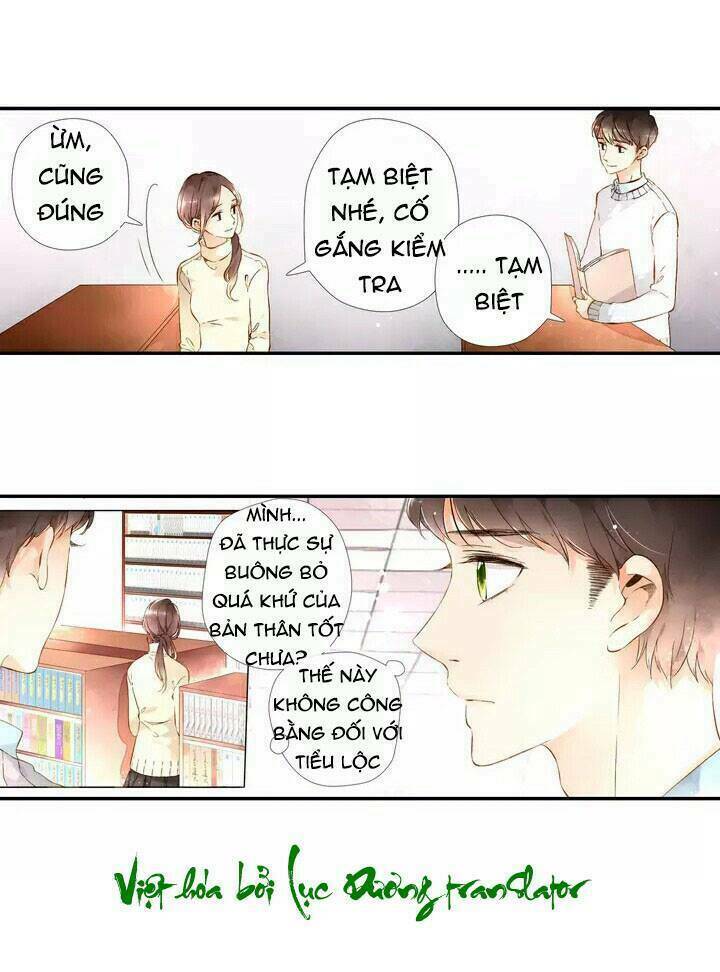 ỪM,
CŨNG
ĐÚNG
TẠM BIỆT
NHÉ, CỐ
GẮNG KIỂM
TRA
..... TẠM
BIỆT
MÌNH...
ĐÃ THỰC SỰ
BUÔNG BỎ
QUÁ KHỨ CỦA
BẢN THÂN TỐT
CHƯA?
THẾ NÀY
KHÔNG CÔNG
BẰNG ĐỐI VỚI
TIỂU LỘC
Việt hóa bởi Lục Dương translator